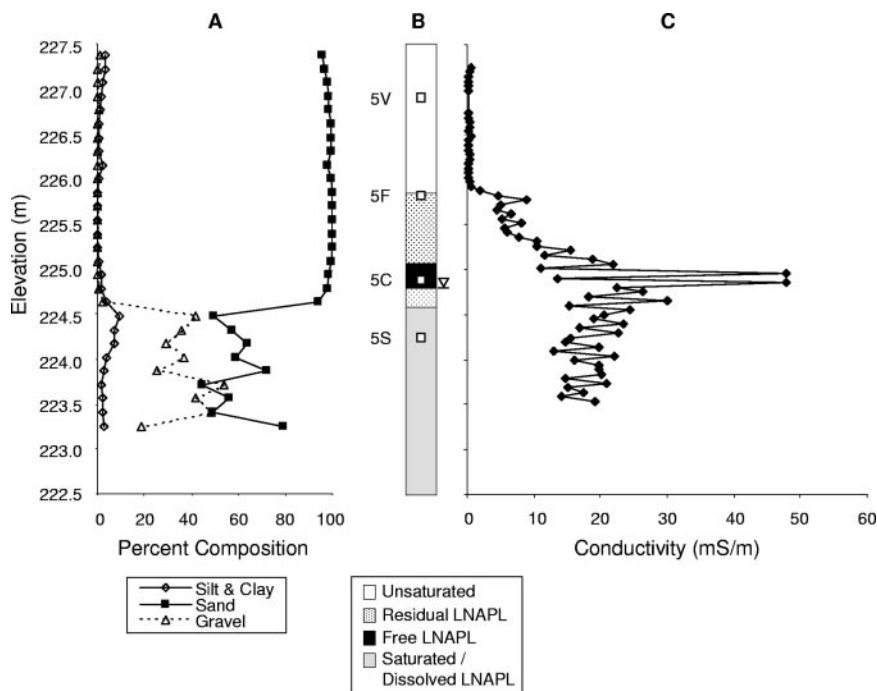 A
B
C
227.5
227.0
226.5
226.0
225.5
225.0
224.5
224.0
223.5
223.0
222.5
Elevation (m)
5V
5F
5C
5S
0 20 40 60 80 100
Percent Composition
0 10 20 30 40 50 60
Conductivity (mS/m)
Silt & Clay
Sand
Gravel
Unsaturated
Residual LNAPL
Free LNAPL
Saturated /
Dissolved LNAPL